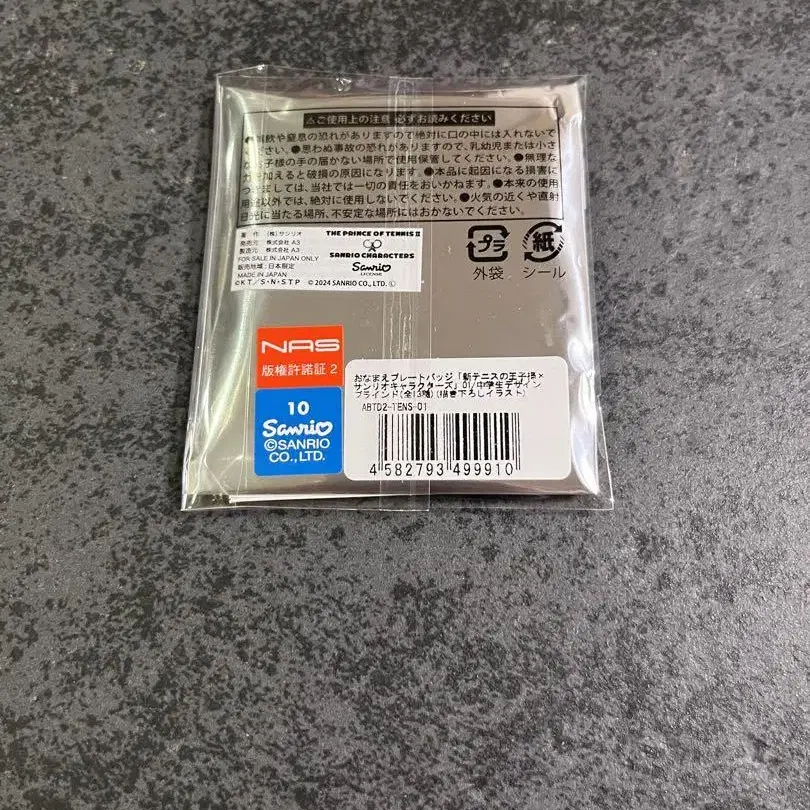 ⚠ご使用上の注意 必ずお読みください
飲や窒息の恐れがありますので絶対に口の中には入れないで
ださい。●思わぬ事故の恐れがありますので、乳幼児または小さ
なお子様の手の届かない場所で使用保管してください。●無理な
力を加えると破損の原因になります。●本品に起因になる損害に
つきましては、当社では一切の責任をおいかねます。●本来の使用
用途以外では、絶対に使用しないでください。●火気の近くや直射
日光に当たる場所、不安定な場所にはおかないでください。
著 作 (株)サンリオ
発売元 株式会社 A3
製造元 株式会社 A3
FOR SALE IN JAPAN ONLY
販売地域:日本限定
MADE IN JAPAN
©KT/S・N・STP © 2024 SANRIO CO., LTD. Ⓛ
THE PRINCE OF TENNIS II
×
SANRIO CHARACTERS
Sanrio
LICENSE
プラ
外袋
紙
シール
NAS
版権許諾証 2
10
Sanrio
©SANRIO
CO., LTD.
おなまえプレートバッジ「新テニスの王子様×
サンリオキャラクターズ」01/中学生デザイン
ブラインド(全13種)(描き下ろしイラスト)
ABTD2-TENS-01
4 582793 499910